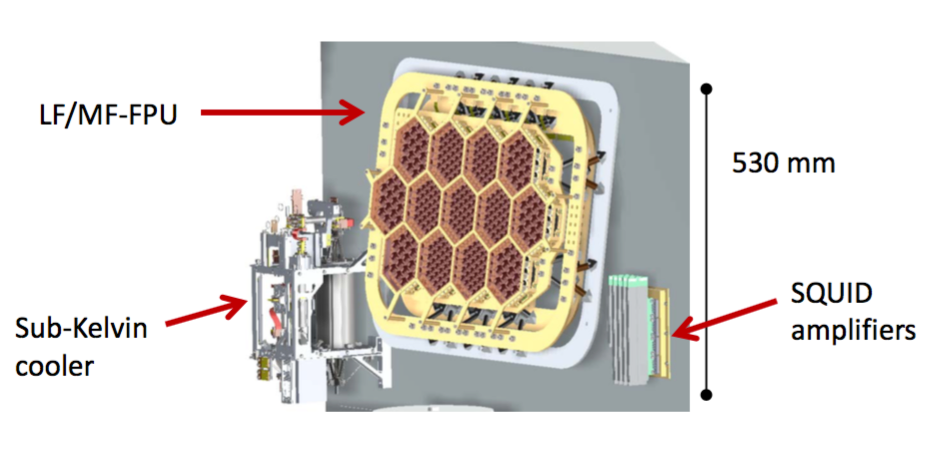 LF/MF-FPU
530 mm
Sub-Kelvin
cooler
SQUID
amplifiers